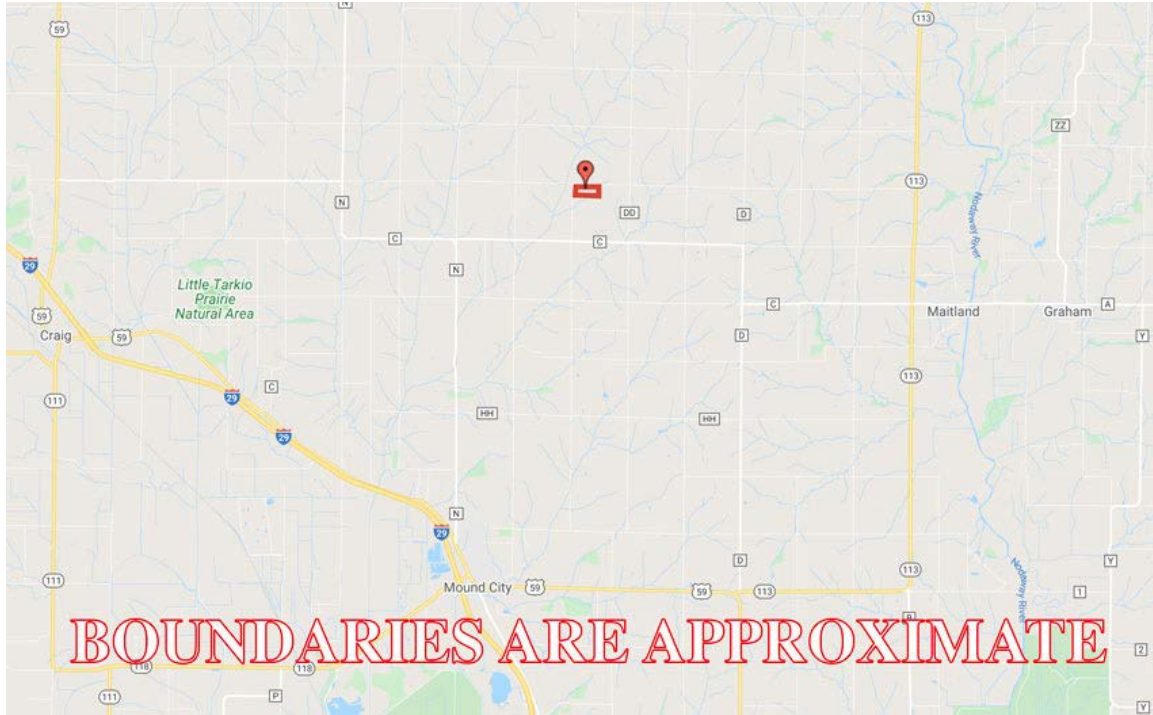 N
59
113
ZZ
113
N
DD
D
C
C
N
29
Little Tarkio
Prairie
Natural Area
Nodaway River
59
Craig
59
C
Maitland
Graham
A
D
Y
113
C
29
111
HH
HH
29
N
29
D
Y
111
Mound City
59
59
113
113
1
Nodaway River
BOUNDARIES ARE APPROXIMATE
118
118
2
111
P
Y